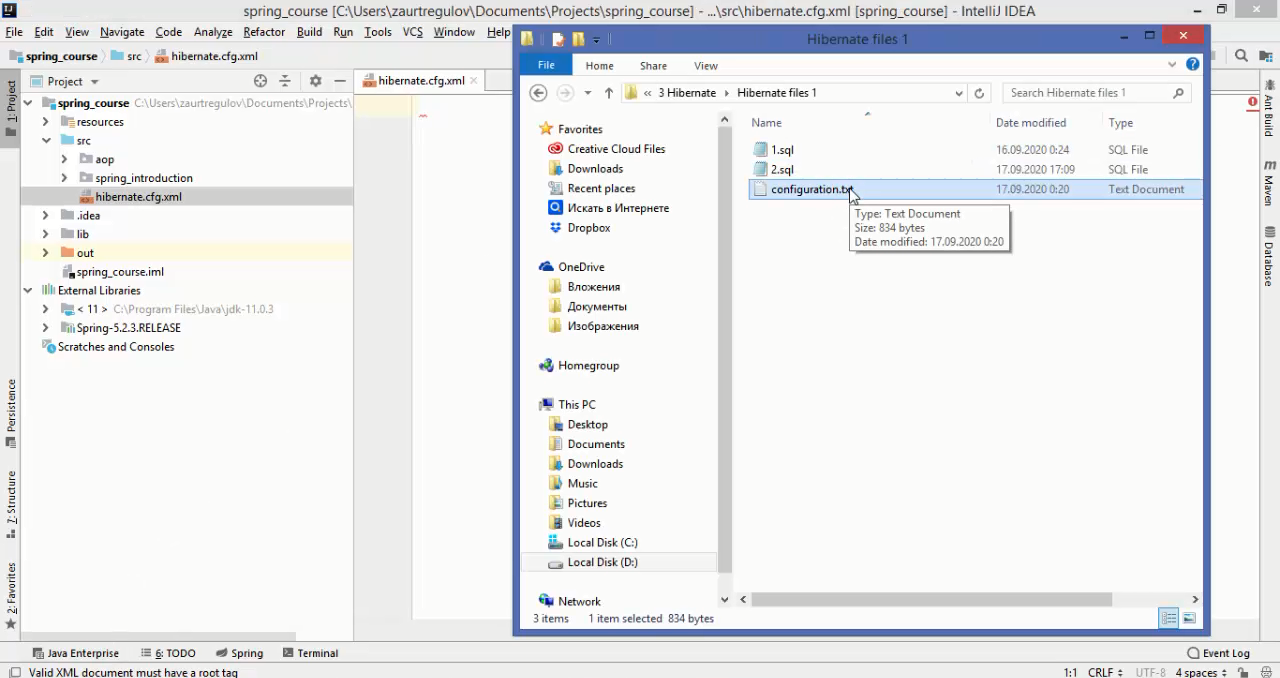 spring_course [C:\Users\zaurtregulov\Documents\Projects\spring_course] - ...\src\hibernate.cfg.xml [spring_course] - IntelliJ IDEA
File Edit View Navigate Code Analyze Refactor Build Run Tools VCS Window Help
spring_course src hibernate.cfg.xml
1: Project
Project
hibernate.cfg.xml
spring_course C:\Users\zaurtregulov\Documents\Projects\
resources
src
aop
spring_introduction
hibernate.cfg.xml
.idea
lib
out
spring_course.iml
External Libraries
< 11 > C:\Program Files\Java\jdk-11.0.3
Spring-5.2.3.RELEASE
Scratches and Consoles
Persistence
7: Structure
2: Favorites
Hibernate files 1
File Home Share View
« 3 Hibernate Hibernate files 1
Search Hibernate files 1
Favorites
Creative Cloud Files
Downloads
Recent places
Искать в Интернете
Dropbox
OneDrive
Вложения
Документы
Изображения
Homegroup
This PC
Desktop
Documents
Downloads
Music
Pictures
Videos
Local Disk (C:)
Local Disk (D:)
Network
Name Date modified Type
1.sql 16.09.2020 0:24 SQL File
2.sql 17.09.2020 17:09 SQL File
configuration.txt 17.09.2020 0:20 Text Document
Type: Text Document
Size: 834 bytes
Date modified: 17.09.2020 0:20
3 items 1 item selected 834 bytes
Ant Build
Maven
Database
Java Enterprise 6: TODO Spring Terminal Event Log
Valid XML document must have a root tag 1:1 CRLF UTF-8 4 spaces